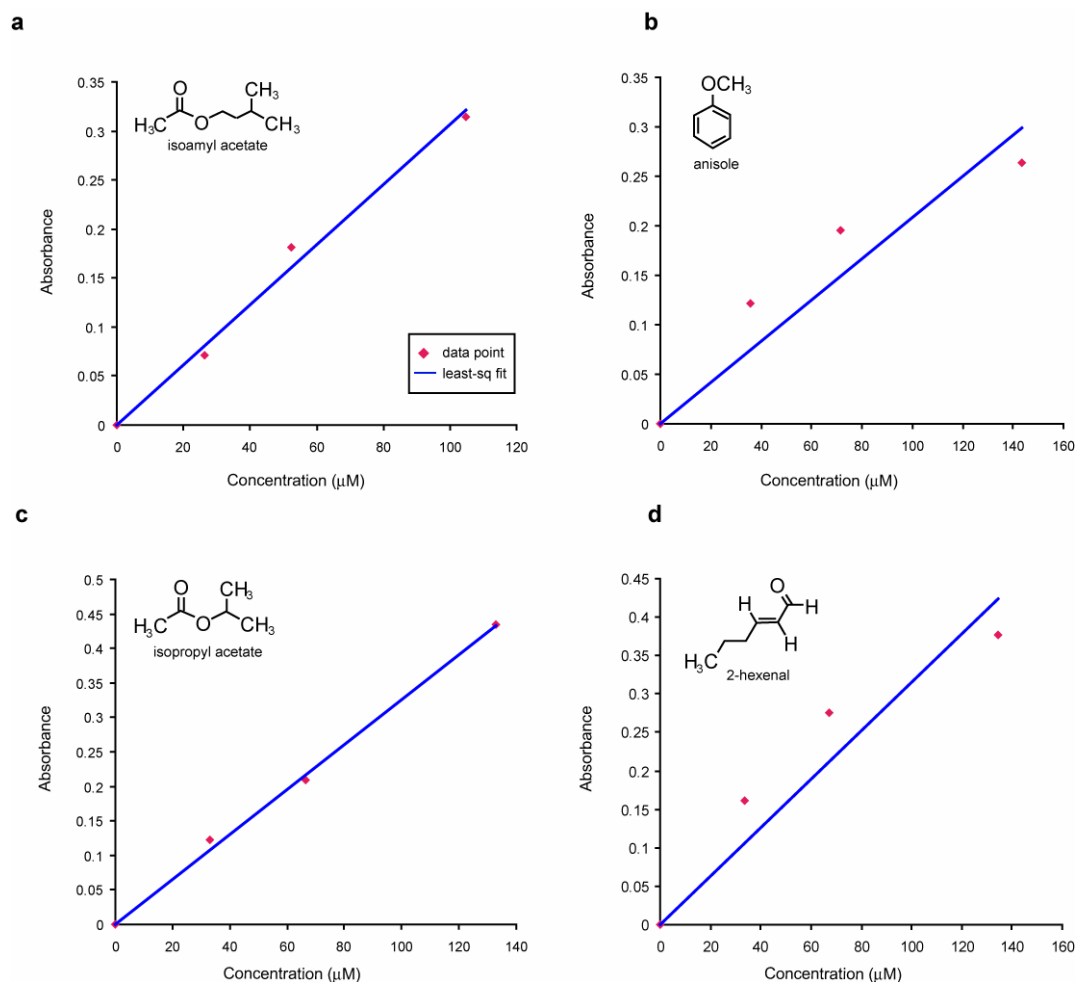 a
0.35
0.3
0.25
0.2
0.15
0.1
0.05
0
0 20 40 60 80 100 120
Absorbance
Concentration (μM)
O
H3C O CH3 CH3
isoamyl acetate
data point
least-sq fit
b
0.35
0.3
0.25
0.2
0.15
0.1
0.05
0
0 20 40 60 80 100 120 140 160
Absorbance
Concentration (μM)
OCH3
anisole
c
0.5
0.45
0.4
0.35
0.3
0.25
0.2
0.15
0.1
0.05
0
0 20 40 60 80 100 120 140
Absorbance
Concentration (μM)
O CH3
H3C O CH3
isopropyl acetate
d
0.45
0.4
0.35
0.3
0.25
0.2
0.15
0.1
0.05
0
0 20 40 60 80 100 120 140 160
Absorbance
Concentration (μM)
O
H H
H
H3C
2-hexenal